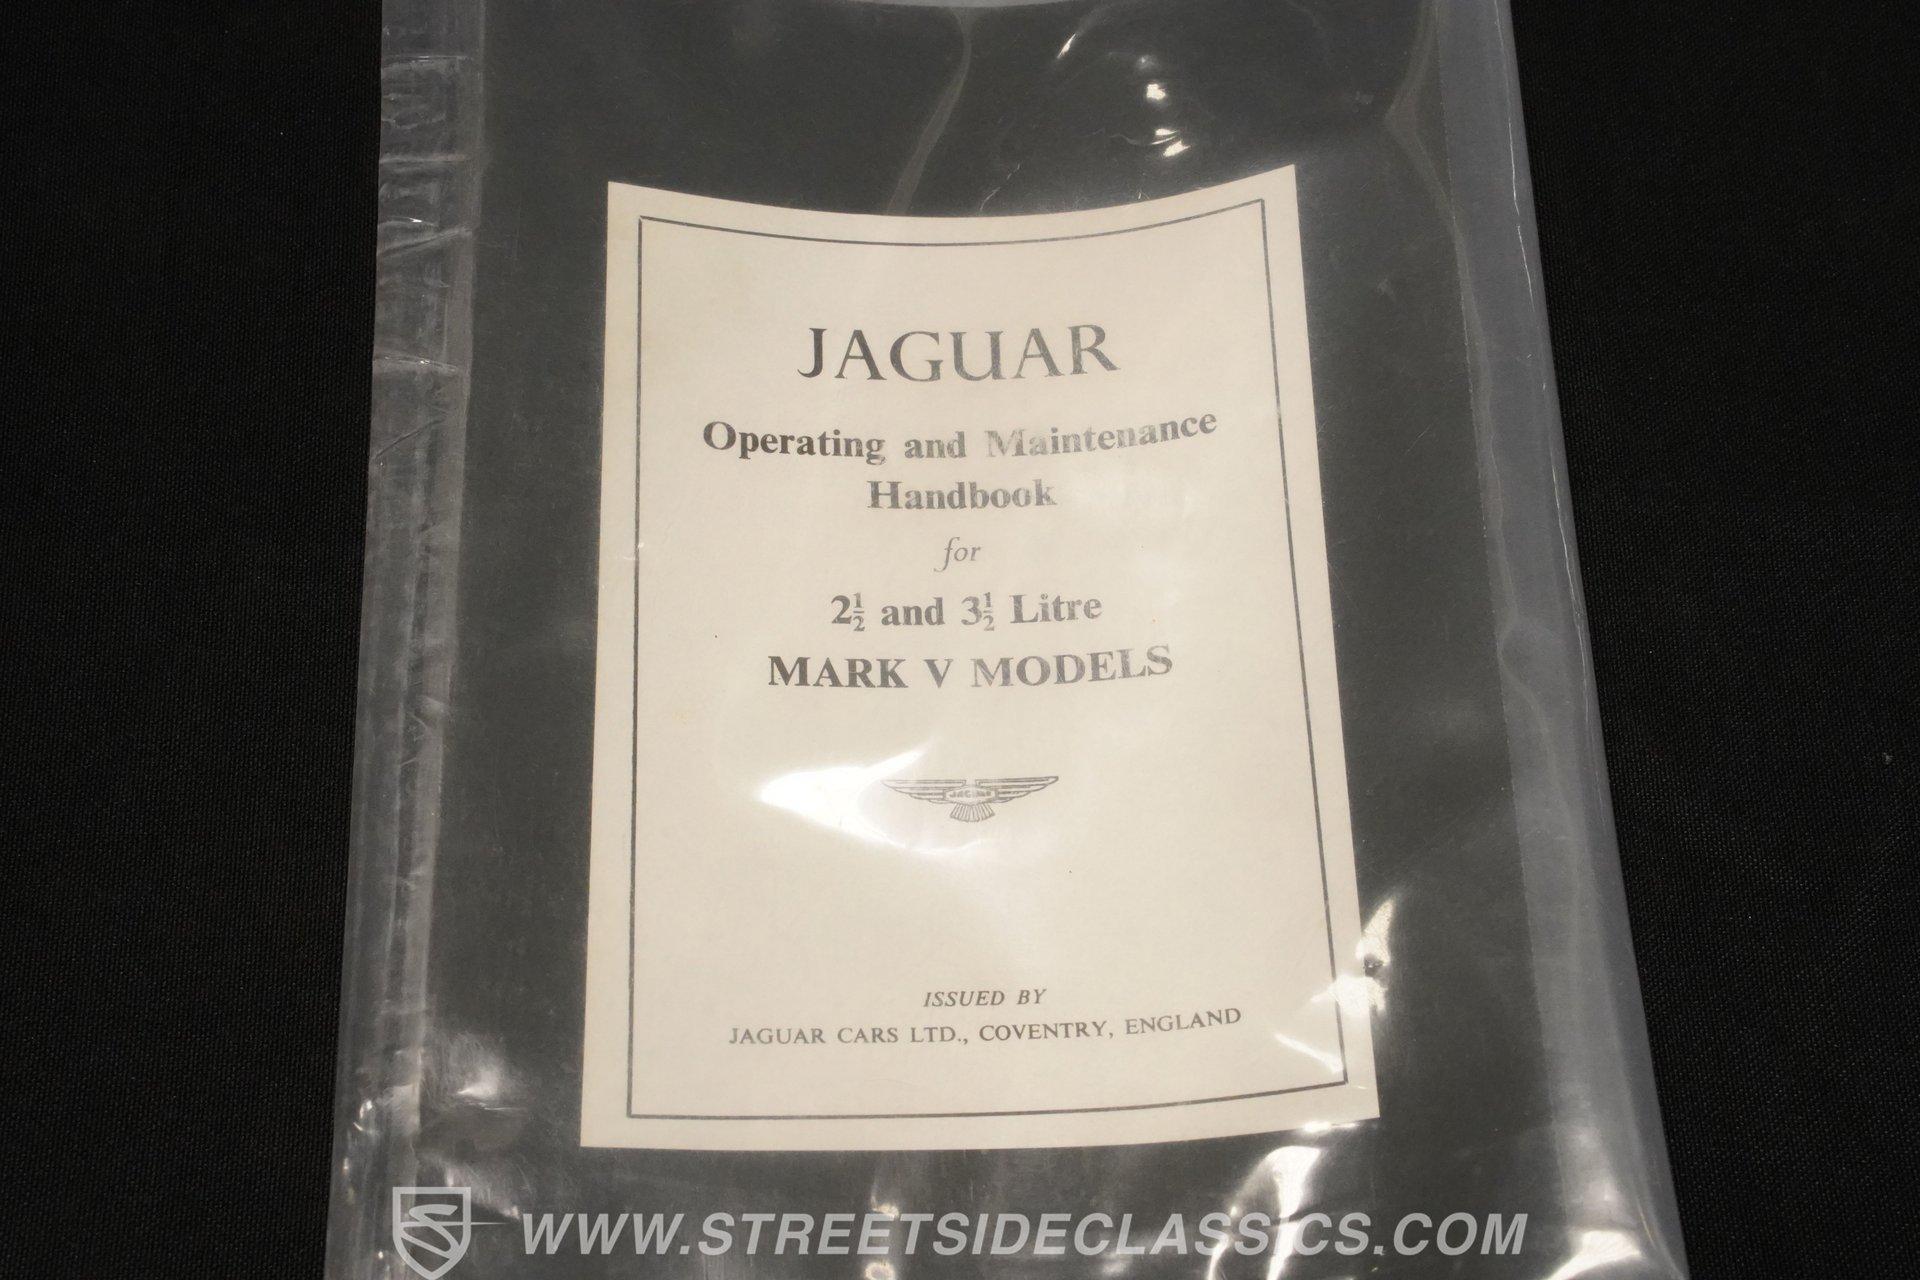 JAGUAR
Operating and Maintenance
Handbook
for
2½ and 3½ Litre
MARK V MODELS
JAGUAR
ISSUED BY
JAGUAR CARS LTD., COVENTRY, ENGLAND
WWW.STREETSIDECLASSICS.COM